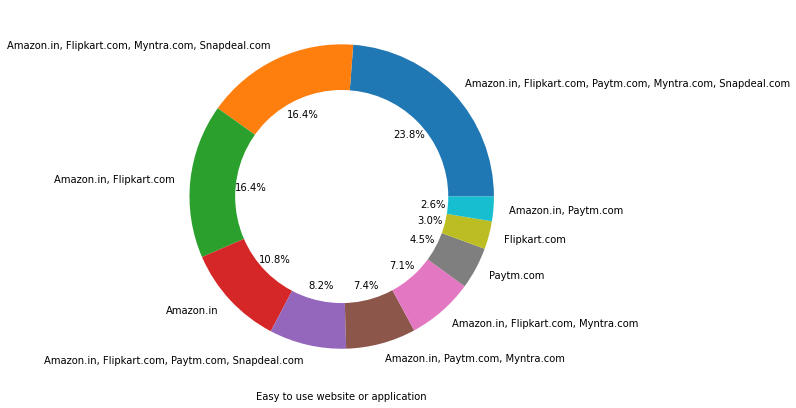 Amazon.in, Flipkart.com, Myntra.com, Snapdeal.com
Amazon.in, Flipkart.com, Paytm.com, Myntra.com, Snapdeal.com
16.4%
23.8%
Amazon.in, Flipkart.com
16.4%
2.6%
Amazon.in, Paytm.com
3.0%
Flipkart.com
4.5%
10.8%
7.1%
Paytm.com
8.2%
7.4%
Amazon.in
Amazon.in, Flipkart.com, Myntra.com
Amazon.in, Flipkart.com, Paytm.com, Snapdeal.com
Amazon.in, Paytm.com, Myntra.com
Easy to use website or application